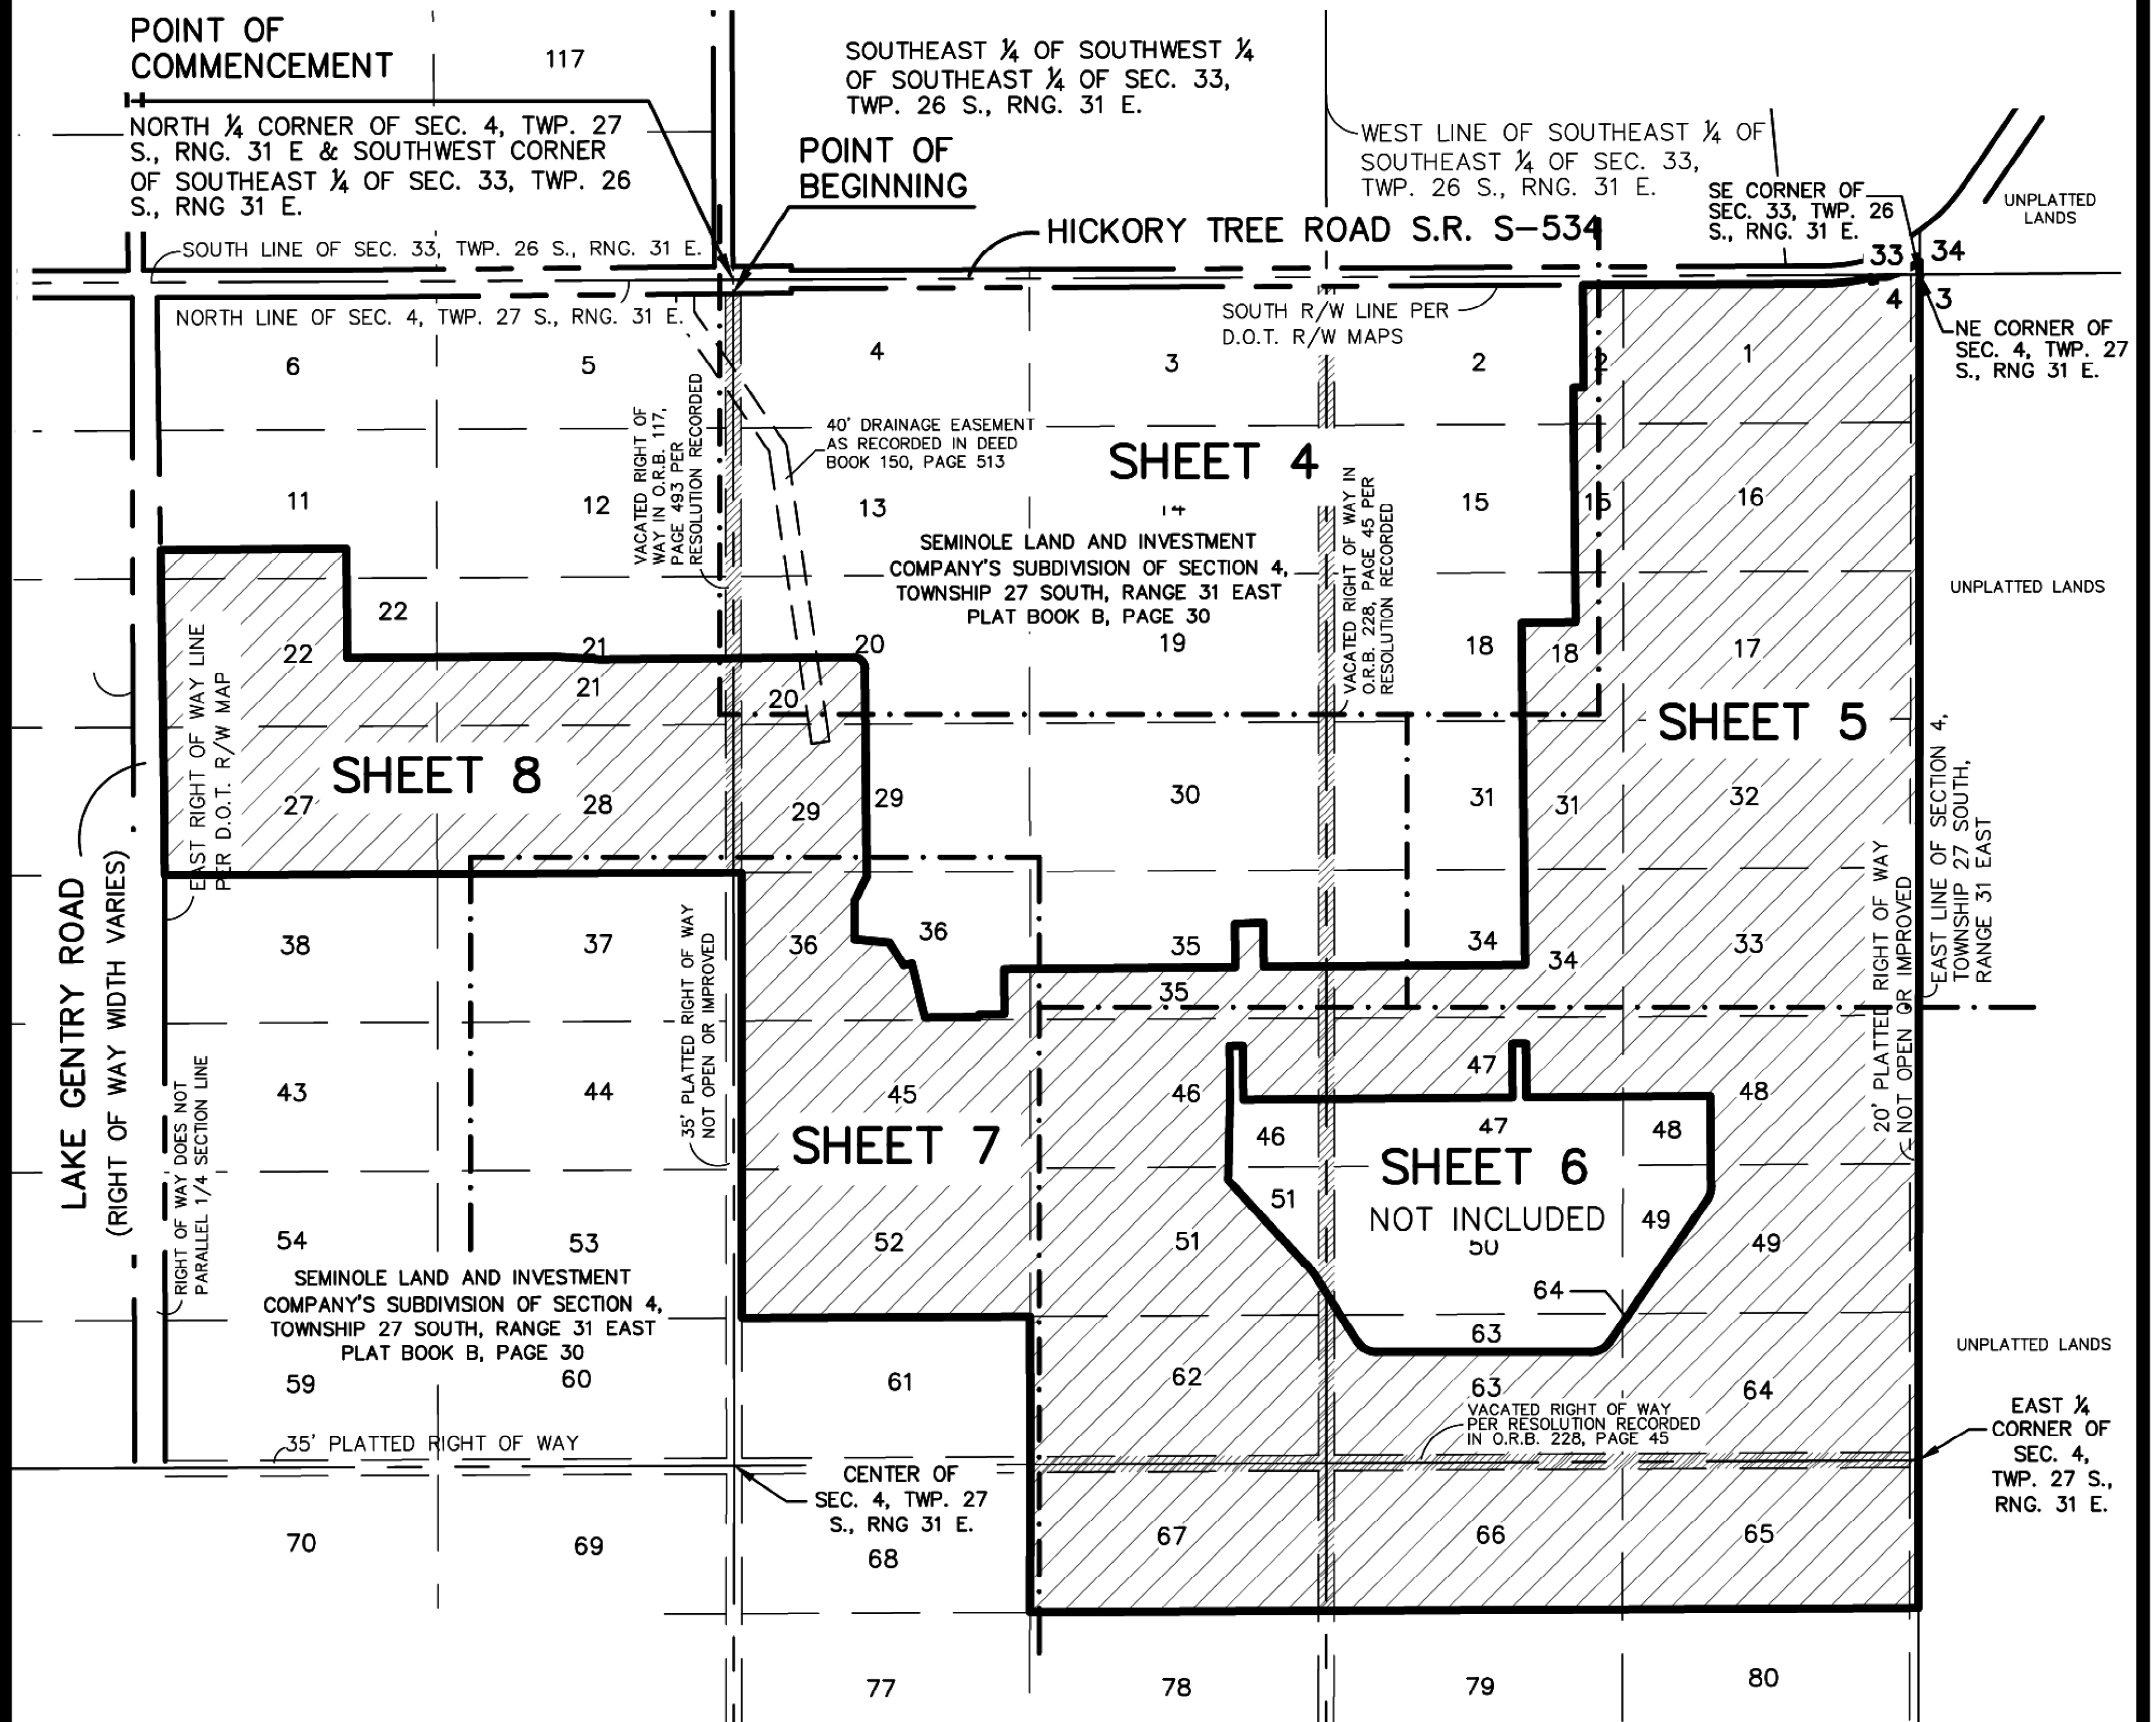 POINT OF
COMMENCEMENT
117
SOUTHEAST ¼ OF SOUTHWEST ¼
OF SOUTHEAST ¼ OF SEC. 33,
TWP. 26 S., RNG. 31 E.
NORTH ¼ CORNER OF SEC. 4, TWP. 27
S., RNG. 31 E & SOUTHWEST CORNER
OF SOUTHEAST ¼ OF SEC. 33, TWP. 26
S., RNG 31 E.
POINT OF
BEGINNING
WEST LINE OF SOUTHEAST ¼ OF
SOUTHEAST ¼ OF SEC. 33,
TWP. 26 S., RNG. 31 E.
SE CORNER OF
SEC. 33, TWP. 26
S., RNG. 31 E.
UNPLATTED
LANDS
HICKORY TREE ROAD S.R. S-534
SOUTH LINE OF SEC. 33, TWP. 26 S., RNG. 31 E.
33
34
4
3
NORTH LINE OF SEC. 4, TWP. 27 S., RNG. 31 E.
SOUTH R/W LINE PER
D.O.T. R/W MAPS
NE CORNER OF
SEC. 4, TWP. 27
S., RNG 31 E.
6
5
4
3
2
2
1
VACATED RIGHT OF
WAY IN O.R.B. 117,
PAGE 493 PER
RESOLUTION RECORDED
40' DRAINAGE EASEMENT
AS RECORDED IN DEED
BOOK 150, PAGE 513
SHEET 4
11
12
13
14
15
15
16
VACATED RIGHT OF WAY IN
O.R.B. 228, PAGE 45 PER
RESOLUTION RECORDED
SEMINOLE LAND AND INVESTMENT
COMPANY'S SUBDIVISION OF SECTION 4,
TOWNSHIP 27 SOUTH, RANGE 31 EAST
PLAT BOOK B, PAGE 30
UNPLATTED LANDS
22
22
21
21
20
20
19
18
18
17
EAST RIGHT OF WAY LINE
PER D.O.T. R/W MAP
SHEET 8
SHEET 5
27
28
29
29
30
31
31
32
EAST LINE OF SECTION 4,
TOWNSHIP 27 SOUTH,
RANGE 31 EAST
20' PLATTED RIGHT OF WAY
NOT OPEN OR IMPROVED
LAKE GENTRY ROAD
(RIGHT OF WAY WIDTH VARIES)
38
37
36
36
35
35
34
34
33
35' PLATTED RIGHT OF WAY
NOT OPEN OR IMPROVED
RIGHT OF WAY DOES NOT
PARALLEL 1/4 SECTION LINE
43
44
45
46
46
47
47
48
48
SHEET 7
SHEET 6
NOT INCLUDED
54
53
52
51
51
50
49
49
SEMINOLE LAND AND INVESTMENT
COMPANY'S SUBDIVISION OF SECTION 4,
TOWNSHIP 27 SOUTH, RANGE 31 EAST
PLAT BOOK B, PAGE 30
64
63
UNPLATTED LANDS
59
60
61
62
63
64
VACATED RIGHT OF WAY
PER RESOLUTION RECORDED
IN O.R.B. 228, PAGE 45
EAST ¼
CORNER OF
SEC. 4,
TWP. 27 S.,
RNG. 31 E.
35' PLATTED RIGHT OF WAY
CENTER OF
SEC. 4, TWP. 27
S., RNG 31 E.
70
69
68
67
66
65
77
78
79
80